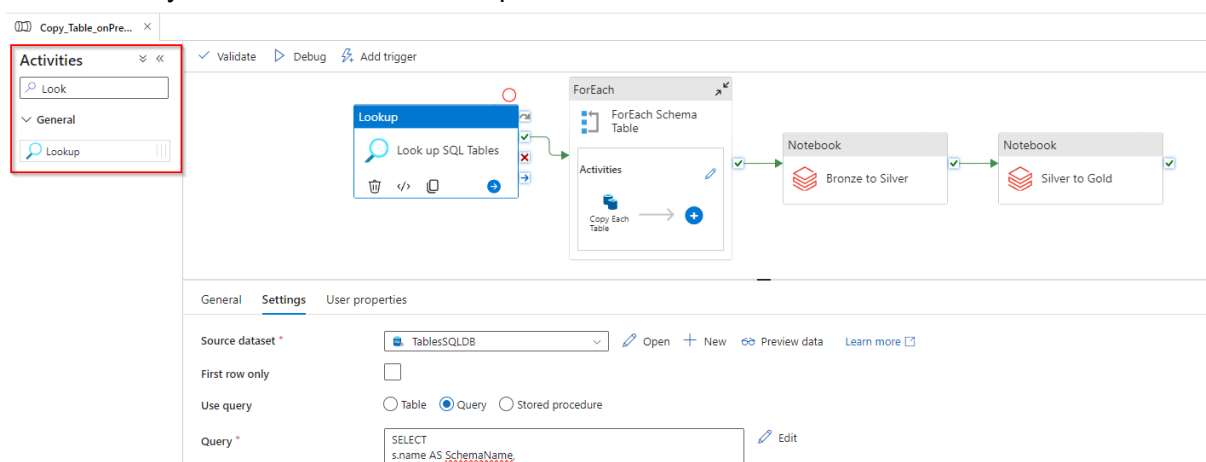 Copy_Table_onPre...
Activities
Look
General
Lookup
Validate Debug Add trigger
Lookup
Look up SQL Tables
ForEach
ForEach Schema
Table
Activities
Copy Each
Table
Notebook
Bronze to Silver
Notebook
Silver to Gold
General Settings User properties
Source dataset *
TablesSQLDB
Open New Preview data Learn more
First row only
Use query
Table Query Stored procedure
Query *
SELECT
s.name AS SchemaName,
Edit